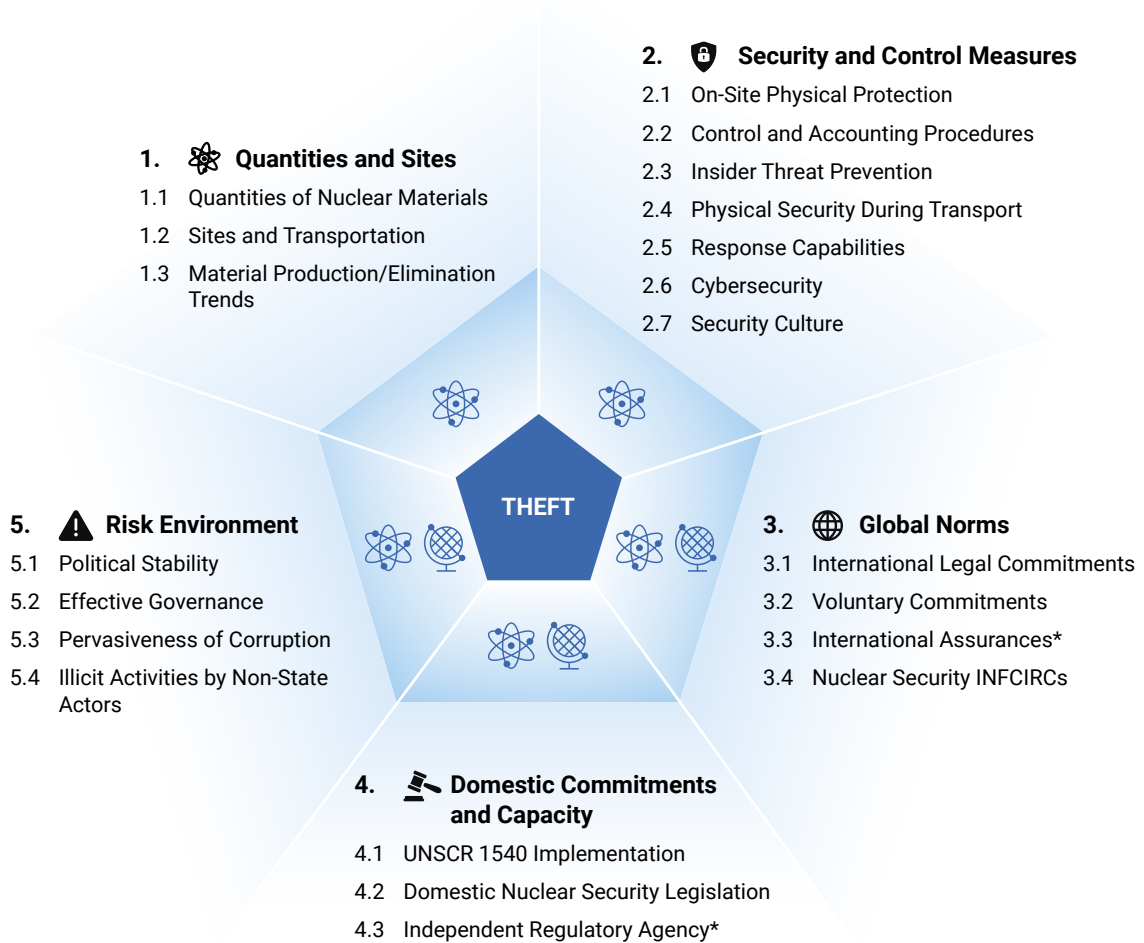 1. Quantities and Sites
1.1 Quantities of Nuclear Materials
1.2 Sites and Transportation
1.3 Material Production/Elimination
Trends
2. Security and Control Measures
2.1 On-Site Physical Protection
2.2 Control and Accounting Procedures
2.3 Insider Threat Prevention
2.4 Physical Security During Transport
2.5 Response Capabilities
2.6 Cybersecurity
2.7 Security Culture
THEFT
3. Global Norms
3.1 International Legal Commitments
3.2 Voluntary Commitments
3.3 International Assurances*
3.4 Nuclear Security INFCIRCs
4. Domestic Commitments
and Capacity
4.1 UNSCR 1540 Implementation
4.2 Domestic Nuclear Security Legislation
4.3 Independent Regulatory Agency*
5. Risk Environment
5.1 Political Stability
5.2 Effective Governance
5.3 Pervasiveness of Corruption
5.4 Illicit Activities by Non-State
Actors